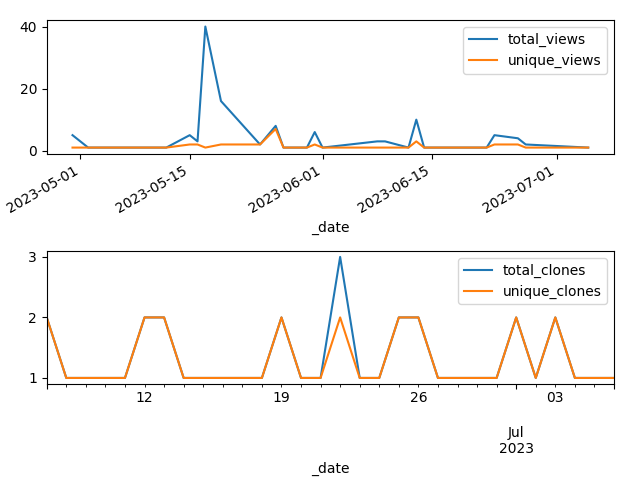 40
20
0
total_views
unique_views
2023-05-01
2023-05-15
2023-06-01
2023-06-15
2023-07-01
_date
3
2
1
total_clones
unique_clones
12
19
26
03
Jul
2023
_date